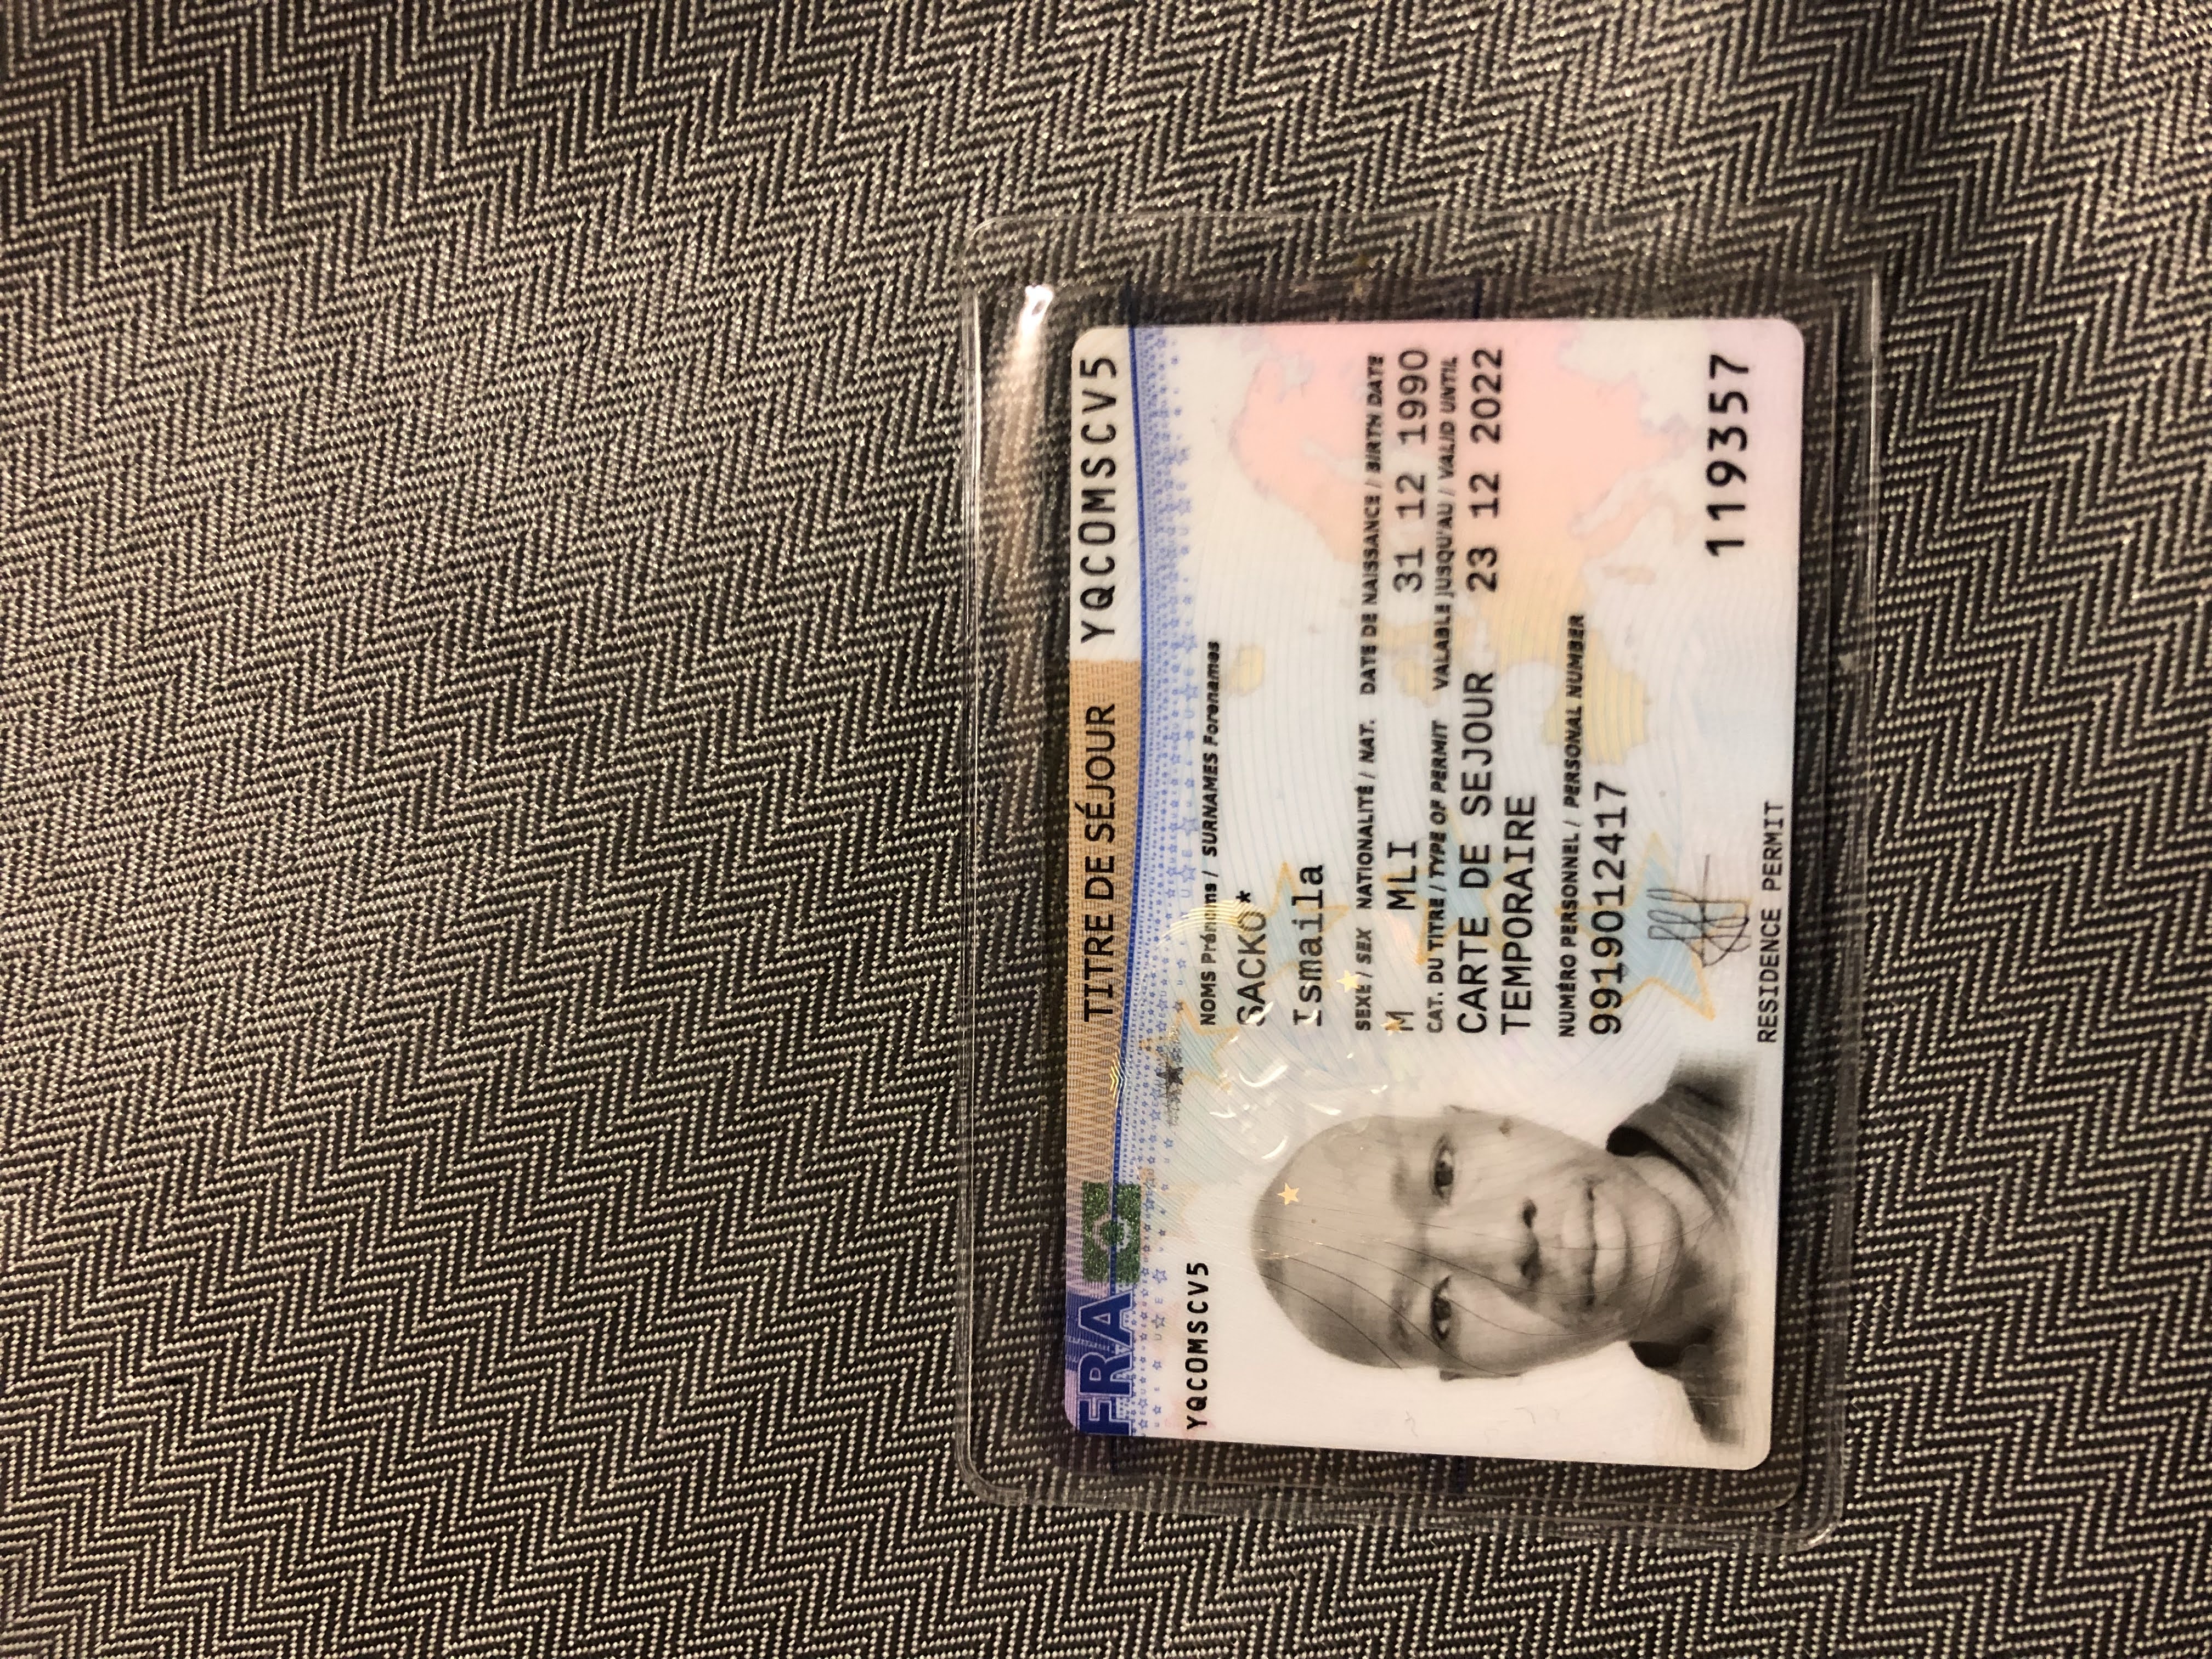 FRA TITRE DE SÉJOUR YQCOMSCV5
YQCOMSCV5
NOMS Prénoms / SURNAMES Forenames
SACKO*
Ismaila
SEXE / SEX NATIONALITÉ / NAT. DATE DE NAISSANCE / BIRTH DATE
M MLI 31 12 1990
CAT. DU TITRE / TYPE OF PERMIT VALABLE JUSQU'AU / VALID UNTIL
CARTE DE SEJOUR 23 12 2022
TEMPORAIRE
NUMÉRO PERSONNEL / PERSONAL NUMBER
9919012417
119357
RESIDENCE PERMIT